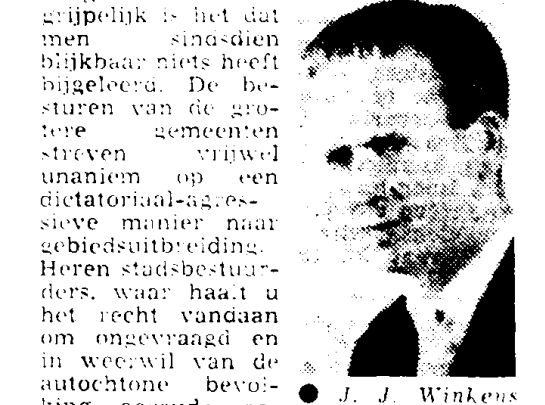 grijpelijk is het dat
men sindsdien
blijkbaar niets heeft
bijgeleerd. De be-
sturen van de gro-
tere gemeenten
streven vrijwel
unaniem op een
dictatoriaal-agres-
sieve manier naar
gebiedsuitbreiding.
Heren stadsbestuur-
ders, waar haalt u
het recht vandaan
om ongevraagd en
in weerwil van de
autochtone bevol-
● J. J. Winkens